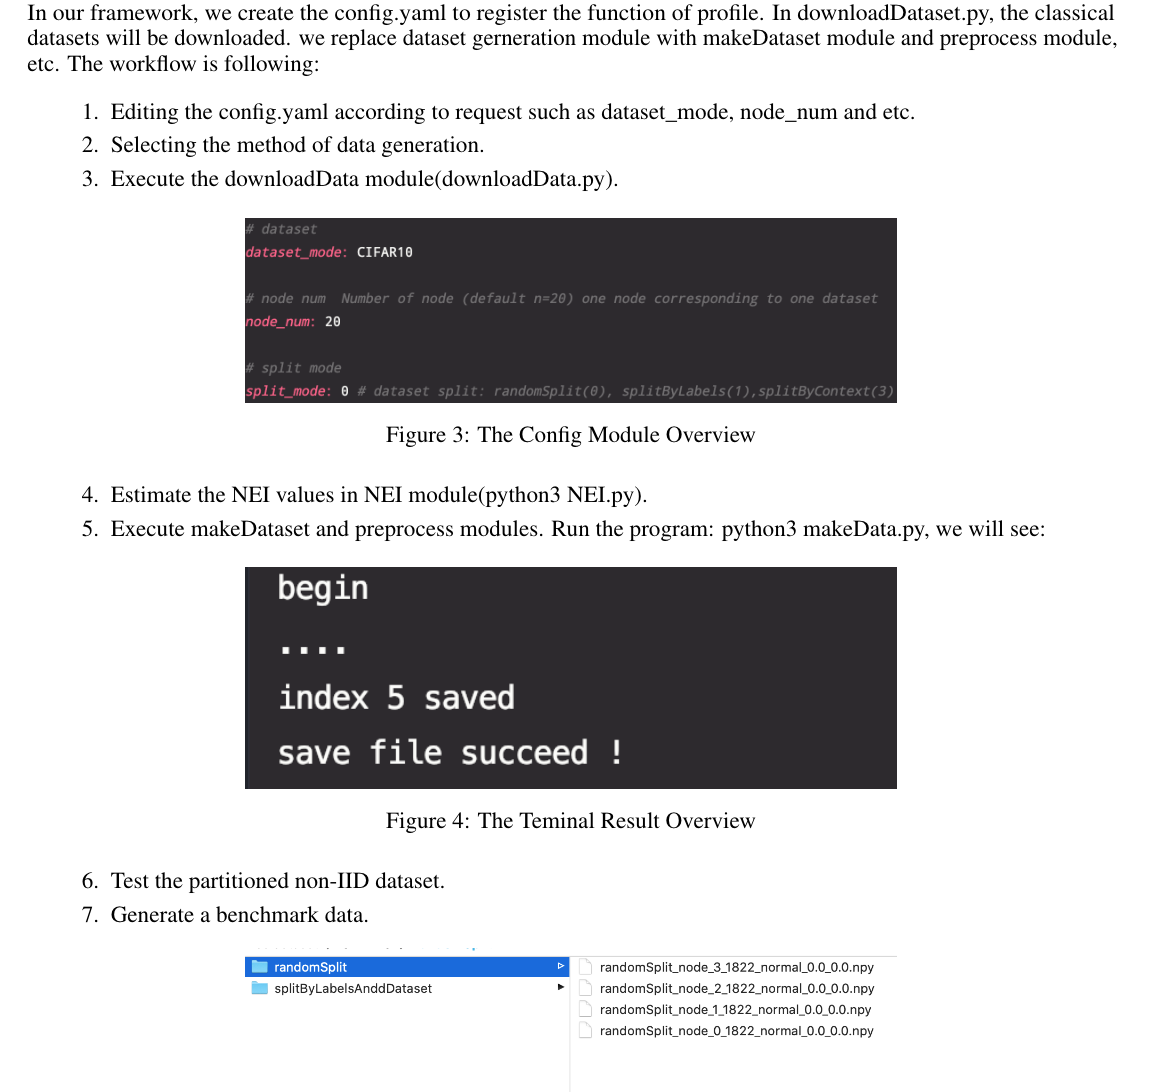 In our framework, we create the config.yaml to register the function of profile. In downloadDataset.py, the classical
datasets will be downloaded. we replace dataset gerneration module with makeDataset module and preprocess module,
etc. The workflow is following:
1. Editing the config.yaml according to request such as dataset_mode, node_num and etc.
2. Selecting the method of data generation.
3. Execute the downloadData module(downloadData.py).
# dataset
dataset_mode: CIFAR10
# node num  Number of node (default n=20) one node corresponding to one dataset
node_num: 20
# split mode
split_mode: 0 # dataset split: randomSplit(0), splitByLabels(1),splitByContext(3)
Figure 3: The Config Module Overview
4. Estimate the NEI values in NEI module(python3 NEI.py).
5. Execute makeDataset and preprocess modules. Run the program: python3 makeData.py, we will see:
begin
....
index 5 saved
save file succeed !
Figure 4: The Teminal Result Overview
6. Test the partitioned non-IID dataset.
7. Generate a benchmark data.
randomSplit
splitByLabelsAnddDataset
randomSplit_node_3_1822_normal_0.0_0.0.npy
randomSplit_node_2_1822_normal_0.0_0.0.npy
randomSplit_node_1_1822_normal_0.0_0.0.npy
randomSplit_node_0_1822_normal_0.0_0.0.npy